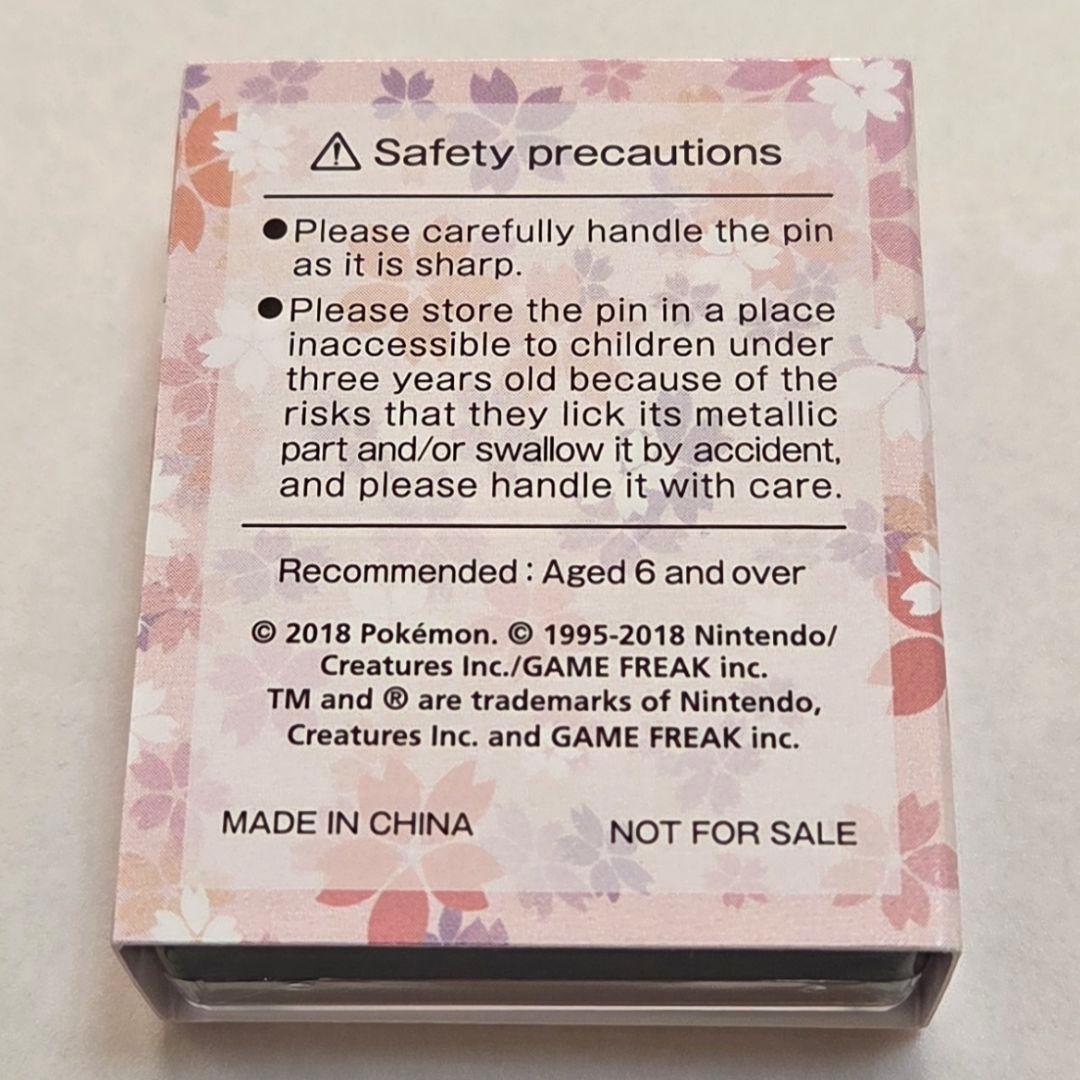 ⚠ Safety precautions
●Please carefully handle the pin
as it is sharp.
●Please store the pin in a place
inaccessible to children under
three years old because of the
risks that they lick its metallic
part and/or swallow it by accident,
and please handle it with care.
Recommended : Aged 6 and over
© 2018 Pokémon. © 1995-2018 Nintendo/
Creatures Inc./GAME FREAK inc.
TM and ® are trademarks of Nintendo,
Creatures Inc. and GAME FREAK inc.
MADE IN CHINA
NOT FOR SALE